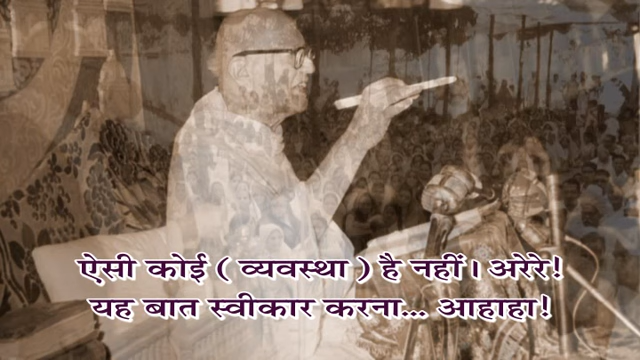 ऐसी कोई ( व्यवस्था ) है नहीं। अरेरे!
यह बात स्वीकार करना... आहाहा!